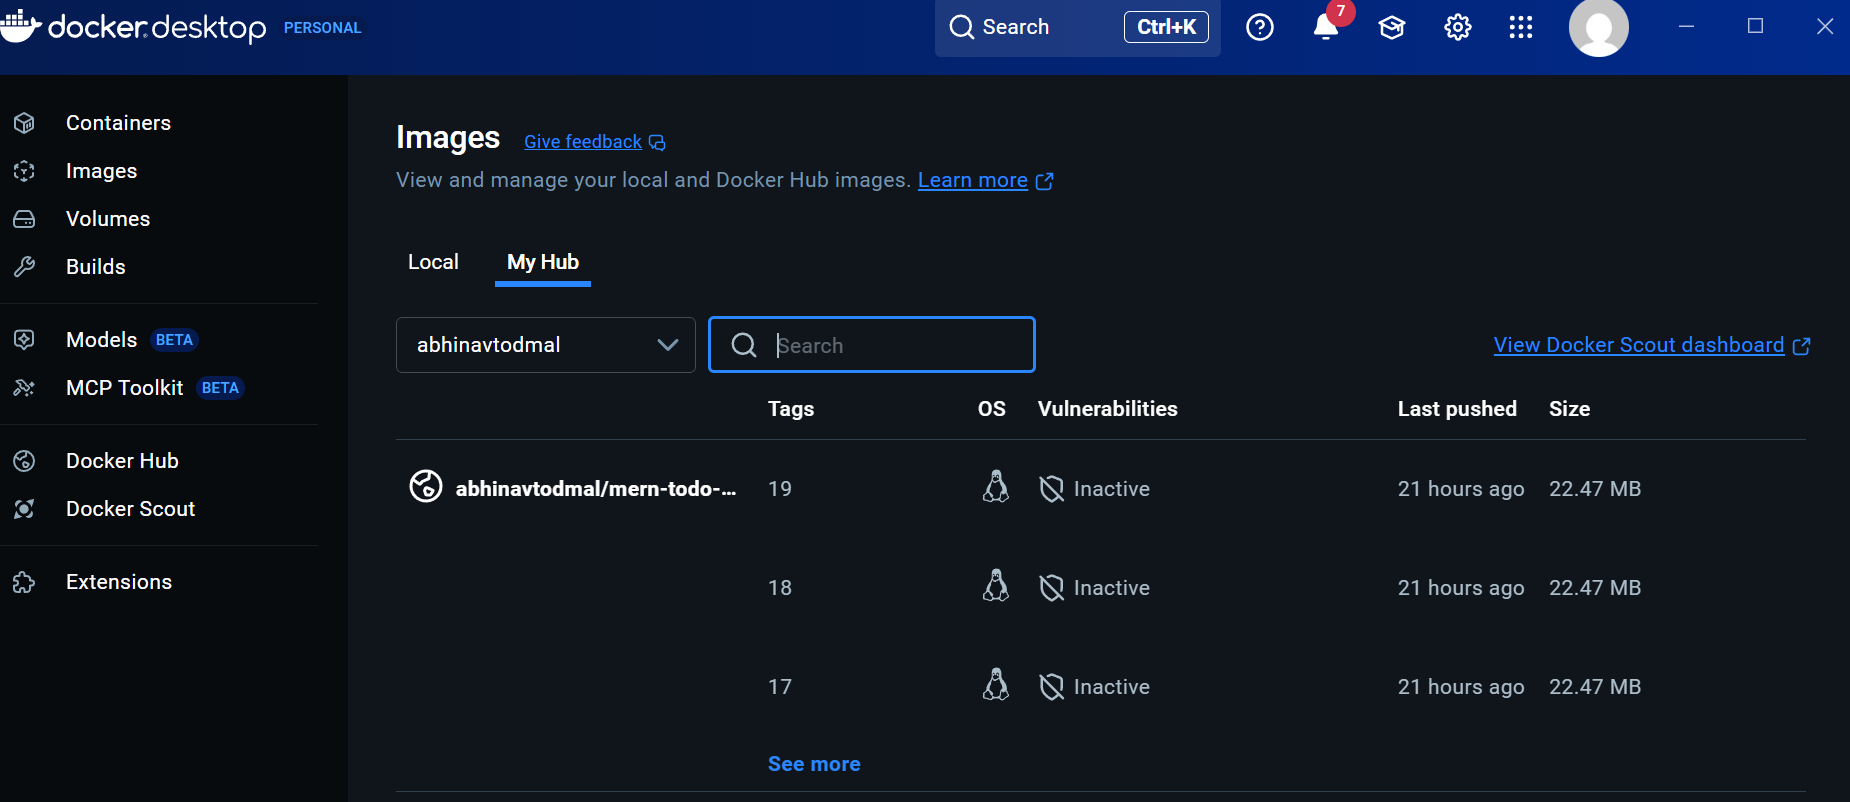 docker.desktop PERSONAL Search Ctrl+K 7
Containers
Images
Volumes
Builds
Models BETA
MCP Toolkit BETA
Docker Hub
Docker Scout
Extensions
Images Give feedback
View and manage your local and Docker Hub images. Learn more
Local My Hub
abhinavtodmal Search View Docker Scout dashboard
Tags OS Vulnerabilities Last pushed Size
abhinavtodmal/mern-todo-... 19 Inactive 21 hours ago 22.47 MB
18 Inactive 21 hours ago 22.47 MB
17 Inactive 21 hours ago 22.47 MB
See more